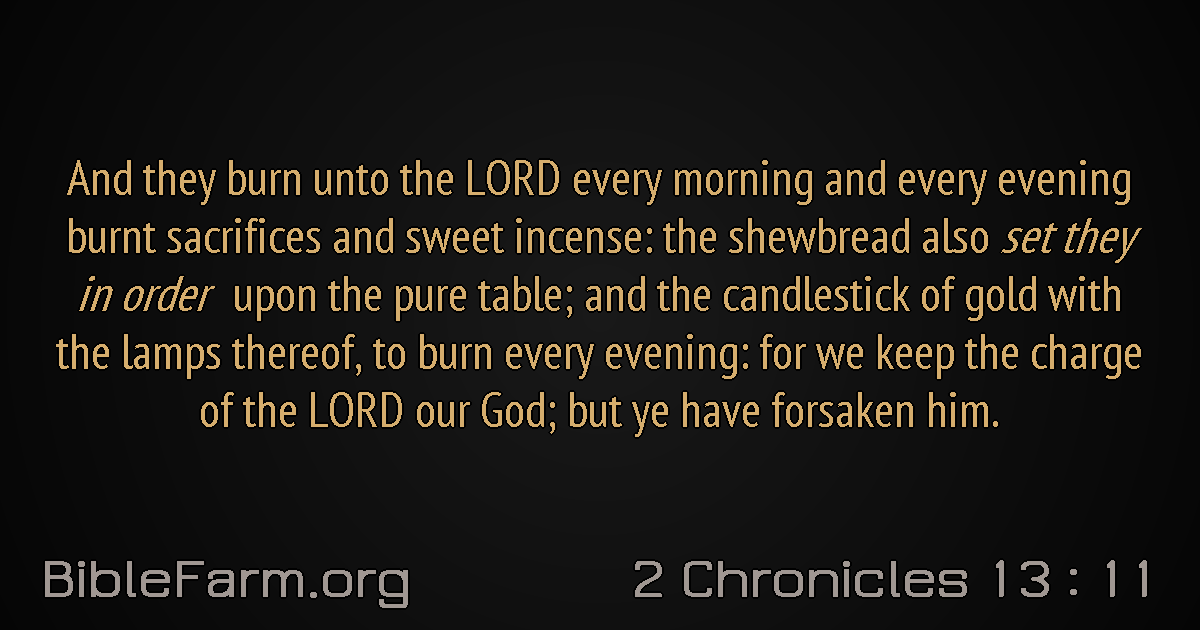 And they burn unto the LORD every morning and every evening
burnt sacrifices and sweet incense: the shewbread also set they
in order upon the pure table; and the candlestick of gold with
the lamps thereof, to burn every evening: for we keep the charge
of the LORD our God; but ye have forsaken him.
BibleFarm.org
2 Chronicles 13 : 11